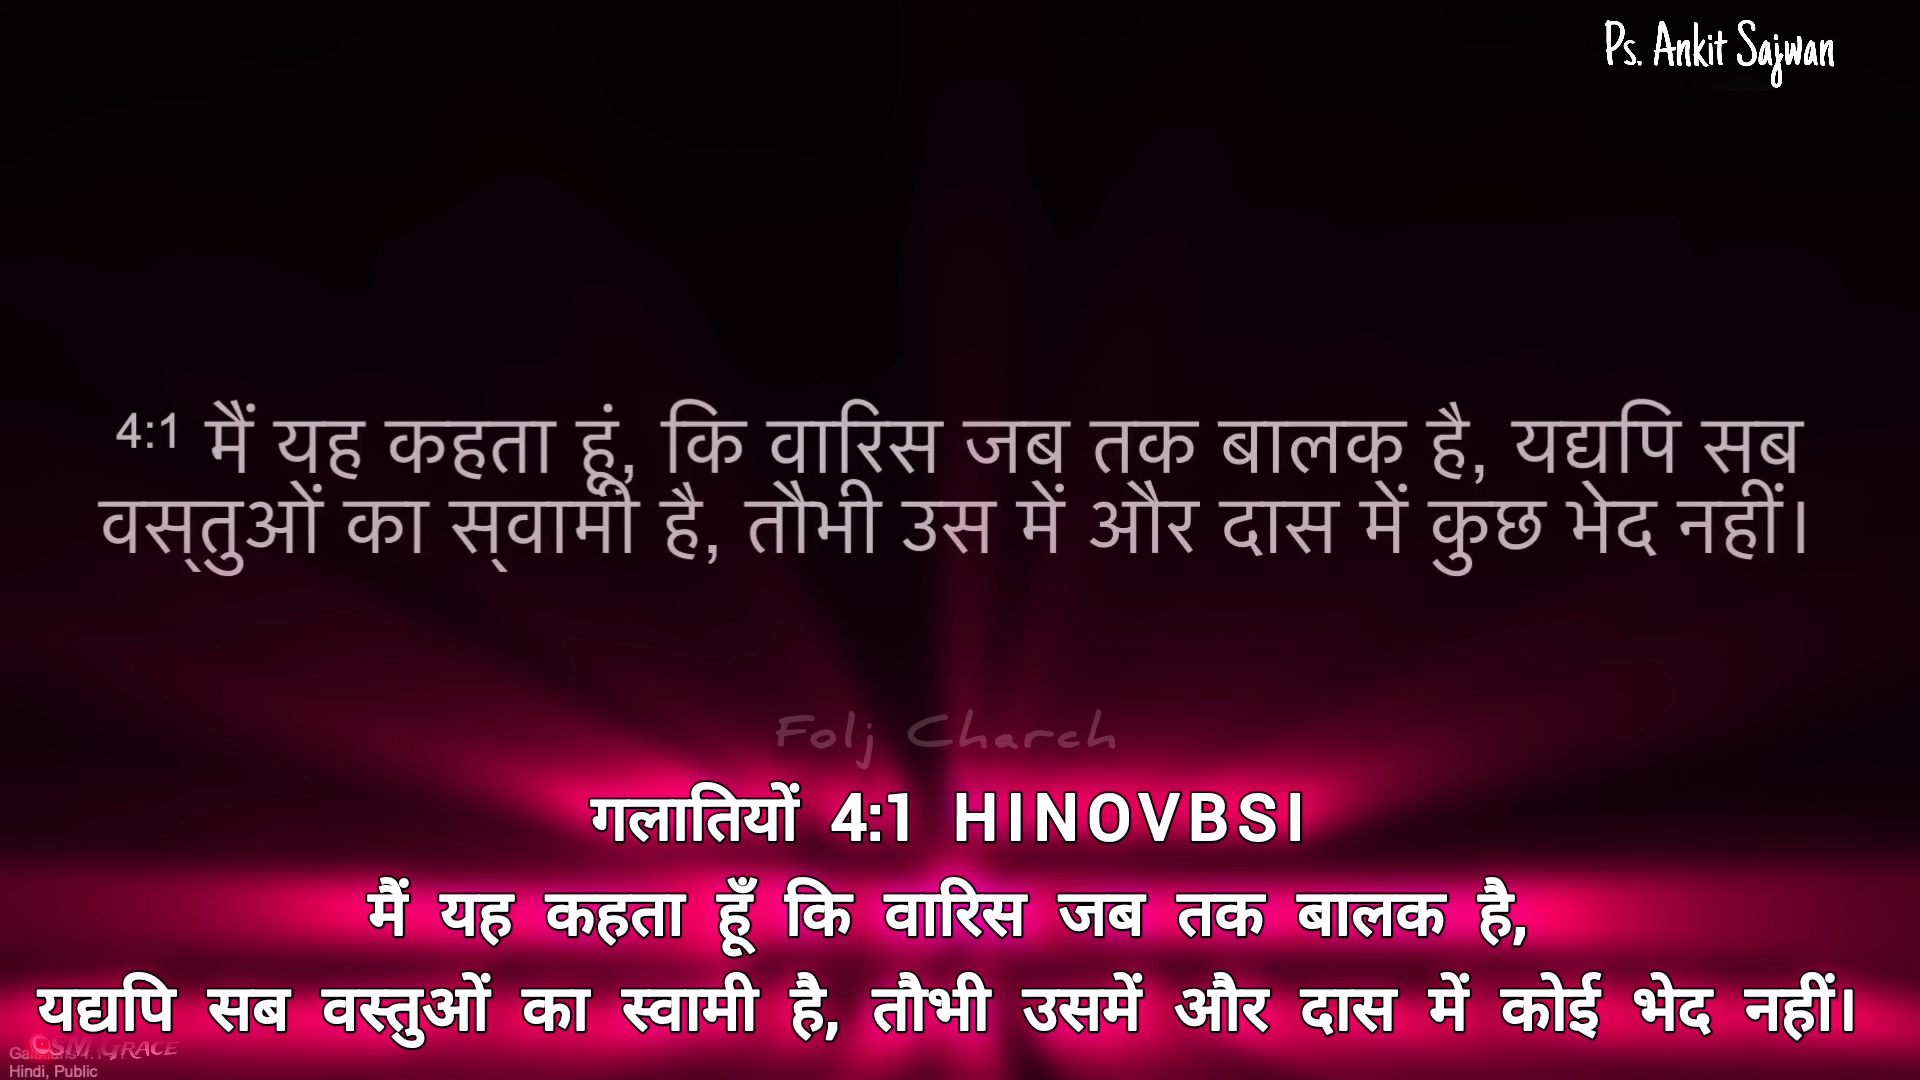 Ps. Ankit Sajwan
4:1 मैं यह कहता हूं, कि वारिस जब तक बालक है, यद्यपि सब
वस्‌तुओं का स्‌वामी है, तौभी उस में और दास में कुछ भेद नहीं।
Folj Charch
गलातियों 4:1 HINOVBSI
मैं यह कहता हूँ कि वारिस जब तक बालक है,
यद्यपि सब वस्तुओं का स्वामी है, तौभी उसमें और दास में कोई भेद नहीं।
GRACE
Hindi, Public